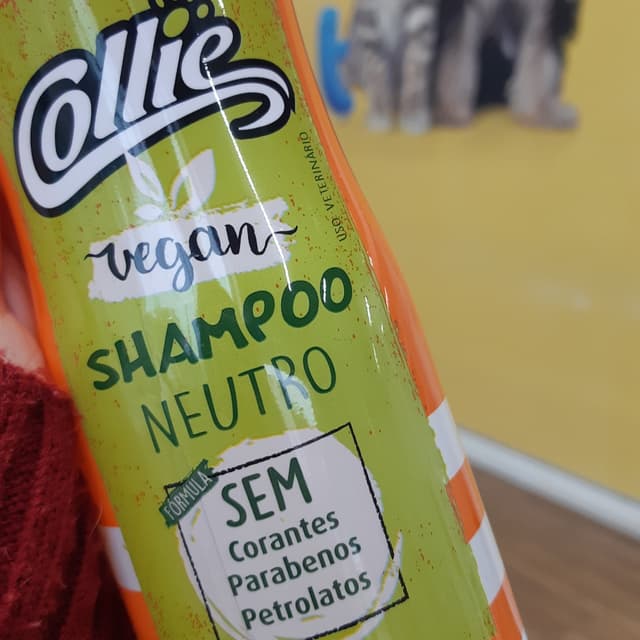 Collie
USO VETERINÁRIO
vegan
SHAMPOO
NEUTRO
FÓRMULA
SEM
Corantes
Parabenos
Petrolatos